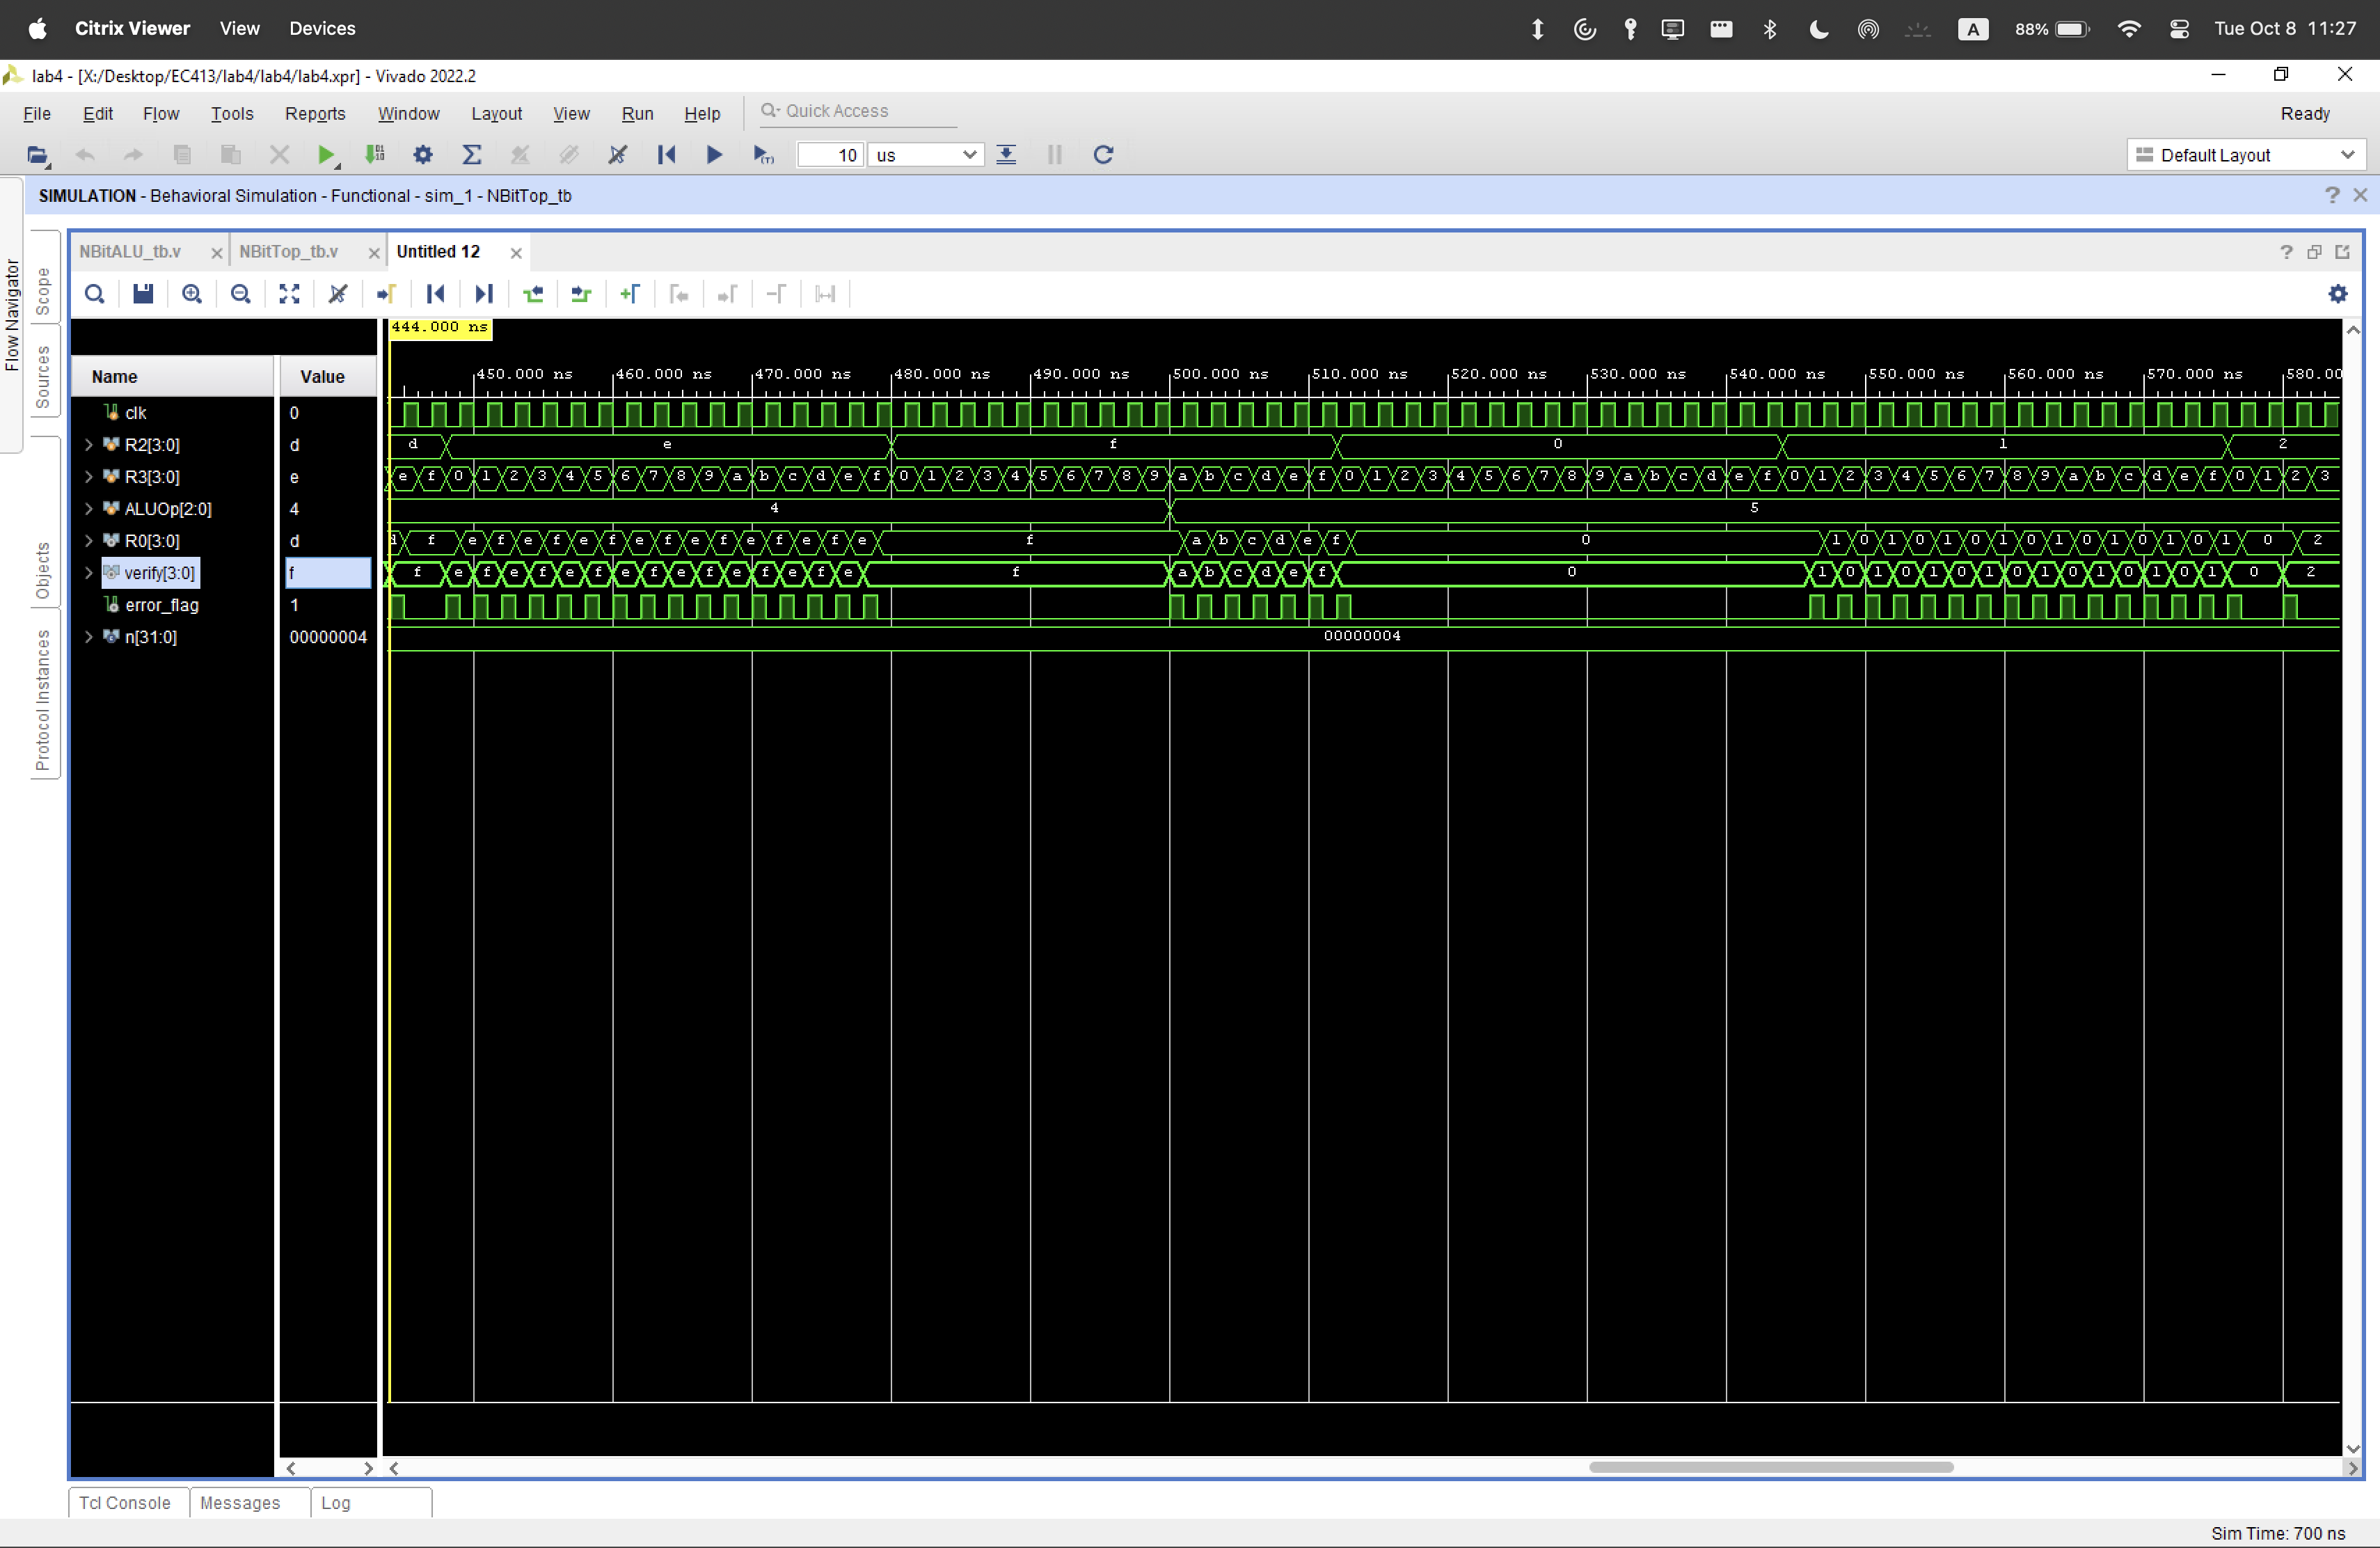 Citrix Viewer View Devices A 88% Tue Oct 8 11:27
lab4 - [X:/Desktop/EC413/lab4/lab4/lab4.xpr] - Vivado 2022.2
File Edit Flow Tools Reports Window Layout View Run Help Quick Access Ready
10 us Default Layout
SIMULATION - Behavioral Simulation - Functional - sim_1 - NBitTop_tb
Flow Navigator
Scope
Sources
Objects
Protocol Instances
NBitALU_tb.v NBitTop_tb.v Untitled 12
444.000 ns
Name Value 450.000 ns 460.000 ns 470.000 ns 480.000 ns 490.000 ns 500.000 ns 510.000 ns 520.000 ns 530.000 ns 540.000 ns 550.000 ns 560.000 ns 570.000 ns 580.00
clk 0
R2[3:0] d d e f 0 1 2
R3[3:0] e e f 0 1 2 3 4 5 6 7 8 9 a b c d e f 0 1 2 3 4 5 6 7 8 9 a b c d e f 0 1 2 3 4 5 6 7 8 9 a b c d e f 0 1 2 3 4 5 6 7 8 9 a b c d e f 0 1 2 3
ALUOp[2:0] 4 4 5
R0[3:0] d f e f e f e f e f e f e f e f e f a b c d e f 0 1 0 1 0 1 0 1 0 1 0 1 0 1 0 1 0 2
verify[3:0] f f e f e f e f e f e f e f e f e f a b c d e f 0 1 0 1 0 1 0 1 0 1 0 1 0 1 0 1 0 2
error_flag 1
n[31:0] 00000004 00000004
Tcl Console Messages Log
Sim Time: 700 ns